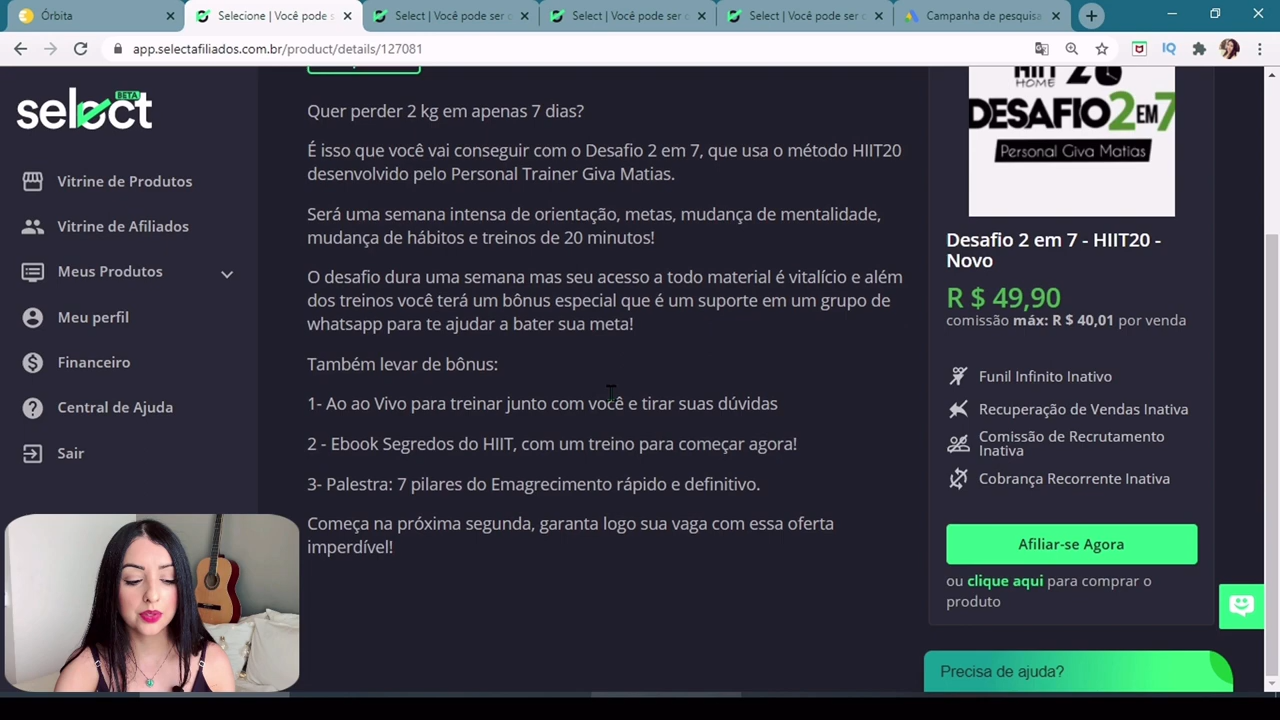 Órbita
Selecione | Você pode s
Select | Você pode ser o
Select | Você pode ser o
Select | Você pode ser o
Campanha de pesquisa
app.selectafiliados.com.br/product/details/127081
IQ
BETA
select
Vitrine de Produtos
Vitrine de Afiliados
Meus Produtos
Meu perfil
Financeiro
Central de Ajuda
Sair
Quer perder 2 kg em apenas 7 dias?
É isso que você vai conseguir com o Desafio 2 em 7, que usa o método HIIT20
desenvolvido pelo Personal Trainer Giva Matias.
Será uma semana intensa de orientação, metas, mudança de mentalidade,
mudança de hábitos e treinos de 20 minutos!
O desafio dura uma semana mas seu acesso a todo material é vitalício e além
dos treinos você terá um bônus especial que é um suporte em um grupo de
whatsapp para te ajudar a bater sua meta!
Também levar de bônus:
1- Ao ao Vivo para treinar junto com você e tirar suas dúvidas
2 - Ebook Segredos do HIIT, com um treino para começar agora!
3- Palestra: 7 pilares do Emagrecimento rápido e definitivo.
Começa na próxima segunda, garanta logo sua vaga com essa oferta
imperdível!
HIIT 20
HOME
DESAFIO 2 EM 7
Personal Giva Matias
Desafio 2 em 7 - HIIT20 -
Novo
R $ 49,90
comissão máx: R $ 40,01 por venda
Funil Infinito Inativo
Recuperação de Vendas Inativa
Comissão de Recrutamento
Inativa
Cobrança Recorrente Inativa
Afiliar-se Agora
ou clique aqui para comprar o
produto
Precisa de ajuda?